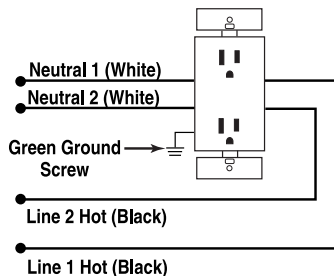 Neutral 1 (White)
Neutral 2 (White)
Green Ground
Screw
Line 2 Hot (Black)
Line 1 Hot (Black)